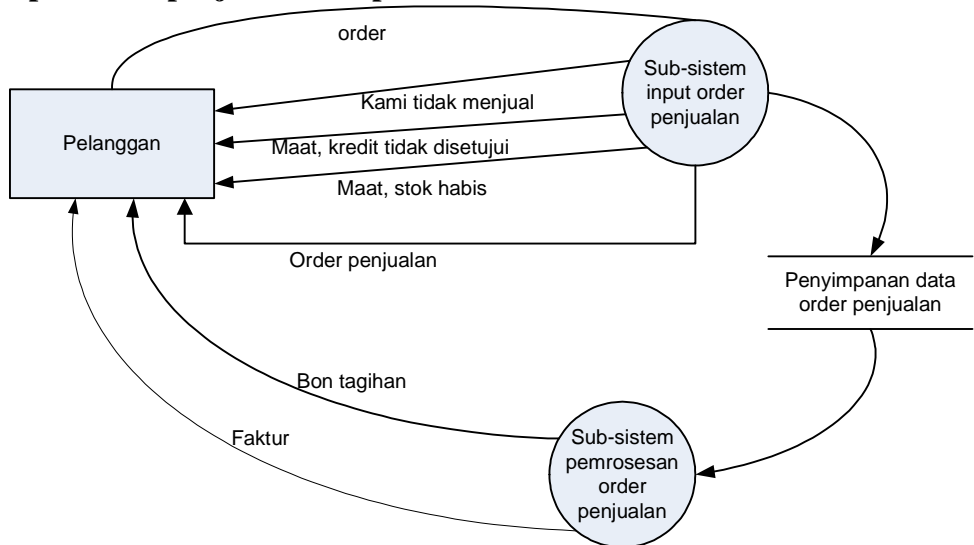 order
Sub-sistem
input order
penjualan
Kami tidak menjual
Pelanggan
Maat, kredit tidak disetujui
Maat, stok habis
Order penjualan
Penyimpanan data
order penjualan
Bon tagihan
Faktur
Sub-sistem
pemrosesan
order
penjualan